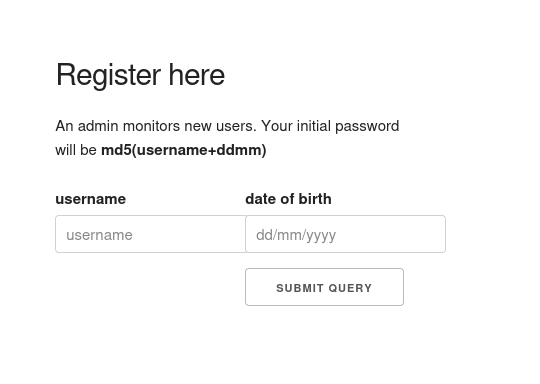 Register here
An admin monitors new users. Your initial password
will be md5(username+ddmm)
username date of birth
username dd/mm/yyyy
SUBMIT QUERY